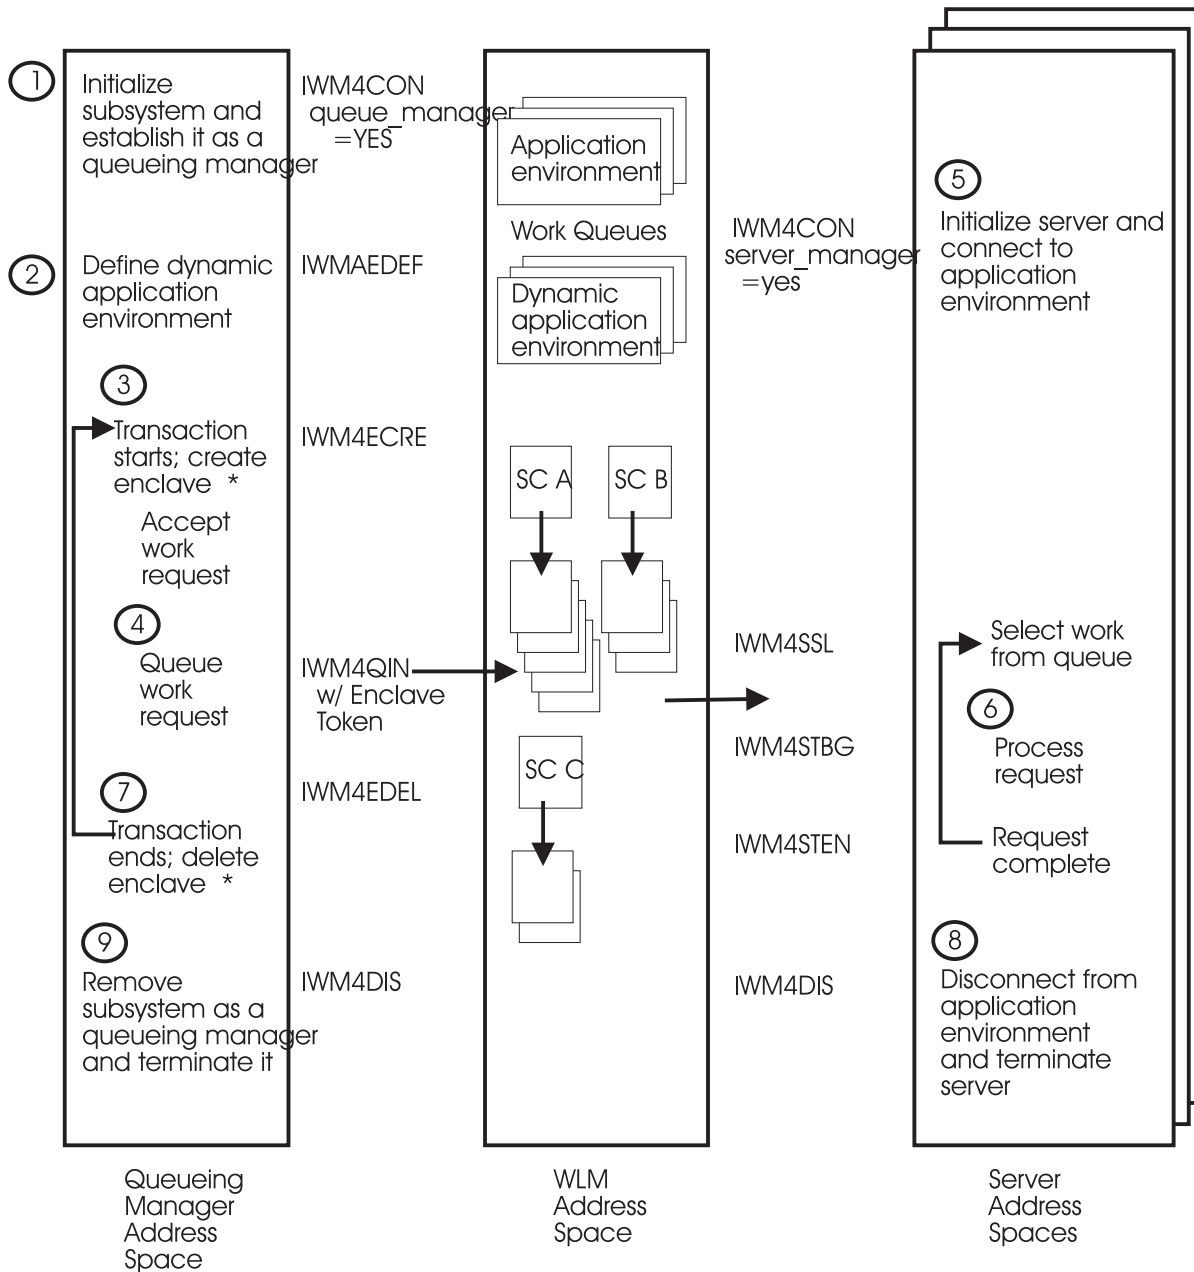 1
Initialize
subsystem and
establish it as a
queueing manager
IWM4CON
queue_manager
=YES
Application
environment
Work Queues
2
Define dynamic
application
environment
IWMAEDEF
Dynamic
application
environment
IWM4CON
server_manager
=yes
5
Initialize server and
connect to
application
environment
3
Transaction
starts; create
enclave *
IWM4ECRE
Accept
work
request
SC A
SC B
4
Queue
work
request
IWM4QIN
w/ Enclave
Token
IWM4SSL
Select work
from queue
6
Process
request
IWM4STBG
SC C
7
Transaction
ends; delete
enclave *
IWM4EDEL
IWM4STEN
Request
complete
9
Remove
subsystem as a
queueing manager
and terminate it
IWM4DIS
IWM4DIS
8
Disconnect from
application
environment
and terminate
server
Queueing
Manager
Address
Space
WLM
Address
Space
Server
Address
Spaces